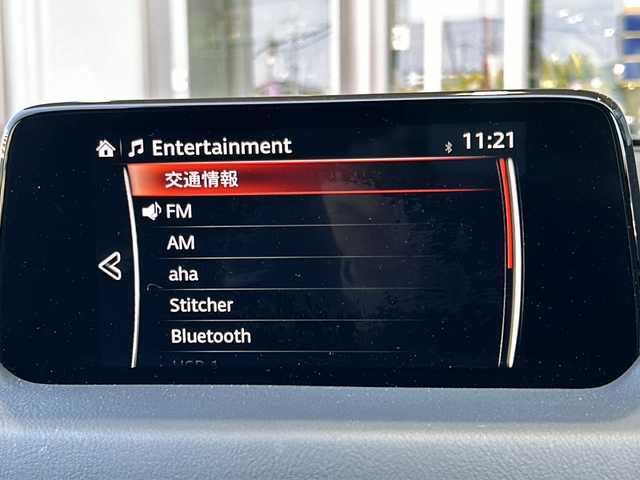 Entertainment 11:21
交通情報
FM
AM
aha
Stitcher
Bluetooth